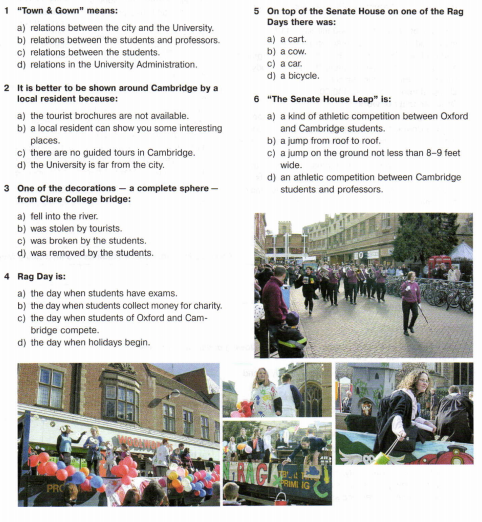 1 "Town & Gown" means:
a) relations between the city and the University.
b) relations between the students and professors.
c) relations between the students.
d) relations in the University Administration.
2 It is better to be shown around Cambridge by a
local resident because:
a) the tourist brochures are not available.
b) a local resident can show you some interesting
places.
c) there are no guided tours in Cambridge.
d) the University is far from the city.
3 One of the decorations — a complete sphere —
from Clare College bridge:
a) fell into the river.
b) was stolen by tourists.
c) was broken by the students.
d) was removed by the students.
4 Rag Day is:
a) the day when students have exams.
b) the day when students collect money for charity.
c) the day when students of Oxford and Cam-
bridge compete.
d) the day when holidays begin.
5 On top of the Senate House on one of the Rag
Days there was:
a) a cart.
b) a cow.
c) a car.
d) a bicycle.
6 "The Senate House Leap" is:
a) a kind of athletic competition between Oxford
and Cambridge students.
b) a jump from roof to roof.
c) a jump on the ground not less than 8–9 feet
wide.
d) an athletic competition between Cambridge
students and professors.
RAG